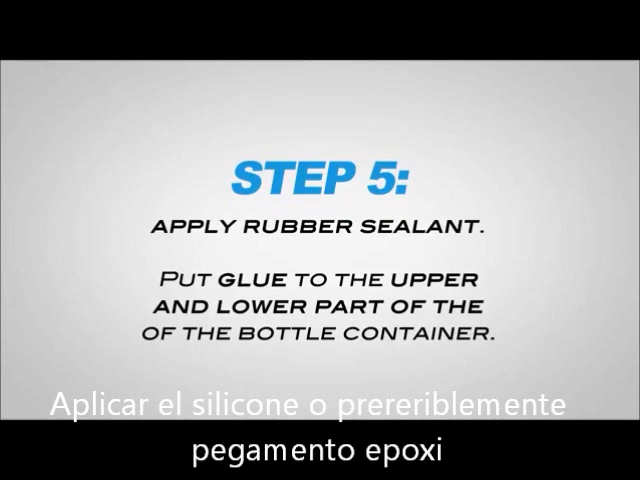 STEP 5:
APPLY RUBBER SEALANT.
PUT GLUE TO THE UPPER
AND LOWER PART OF THE
OF THE BOTTLE CONTAINER.
Aplicar el silicone o prereriblemente
pegamento epoxi